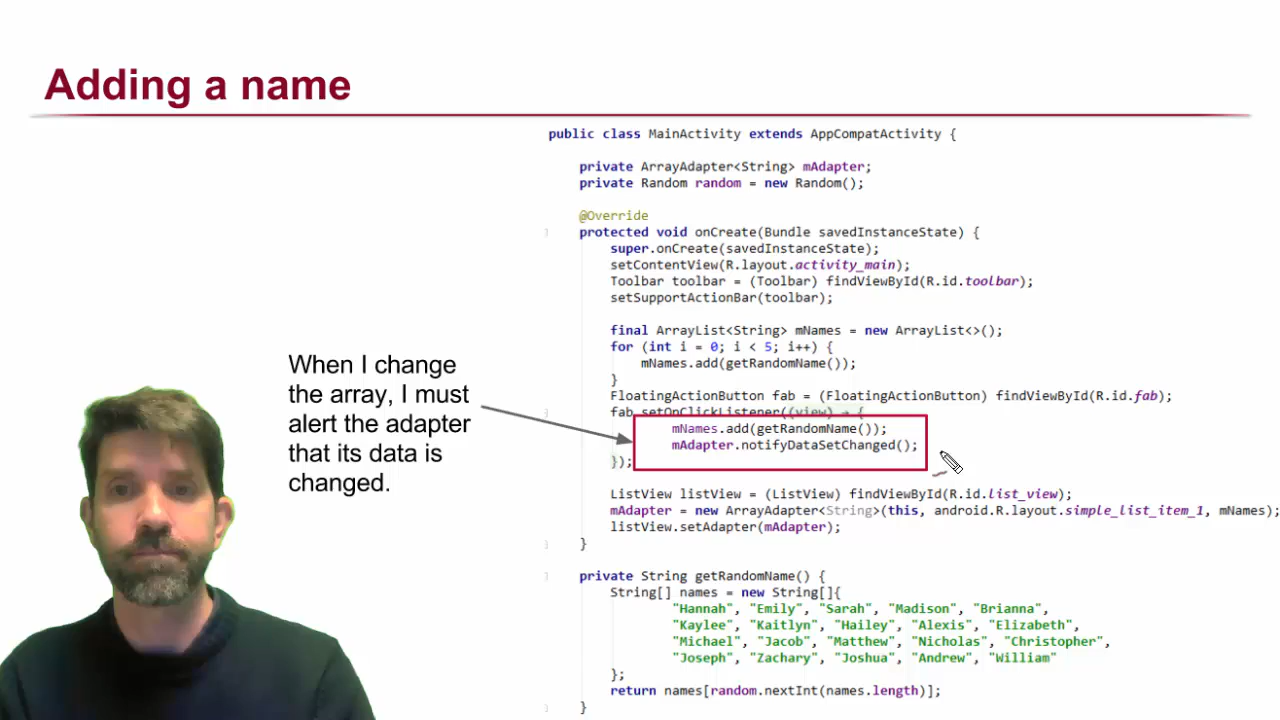 Adding a name
When I change
the array, I must
alert the adapter
that its data is
changed.
public class MainActivity extends AppCompatActivity {
private ArrayAdapter<String> mAdapter;
private Random random = new Random();
@Override
protected void onCreate(Bundle savedInstanceState) {
super.onCreate(savedInstanceState);
setContentView(R.layout.activity_main);
Toolbar toolbar = (Toolbar) findViewById(R.id.toolbar);
setSupportActionBar(toolbar);
final ArrayList<String> mNames = new ArrayList<>();
for (int i = 0; i < 5; i++) {
mNames.add(getRandomName());
}
FloatingActionButton fab = (FloatingActionButton) findViewById(R.id.fab);
fab.setOnClickListener((view) → {
mNames.add(getRandomName());
mAdapter.notifyDataSetChanged();
});
ListView listView = (ListView) findViewById(R.id.list_view);
mAdapter = new ArrayAdapter<String>(this, android.R.layout.simple_list_item_1, mNames);
listView.setAdapter(mAdapter);
}
private String getRandomName() {
String[] names = new String[]{
"Hannah", "Emily", "Sarah", "Madison", "Brianna",
"Kaylee", "Kaitlyn", "Hailey", "Alexis", "Elizabeth",
"Michael", "Jacob", "Matthew", "Nicholas", "Christopher",
"Joseph", "Zachary", "Joshua", "Andrew", "William"
};
return names[random.nextInt(names.length)];
}